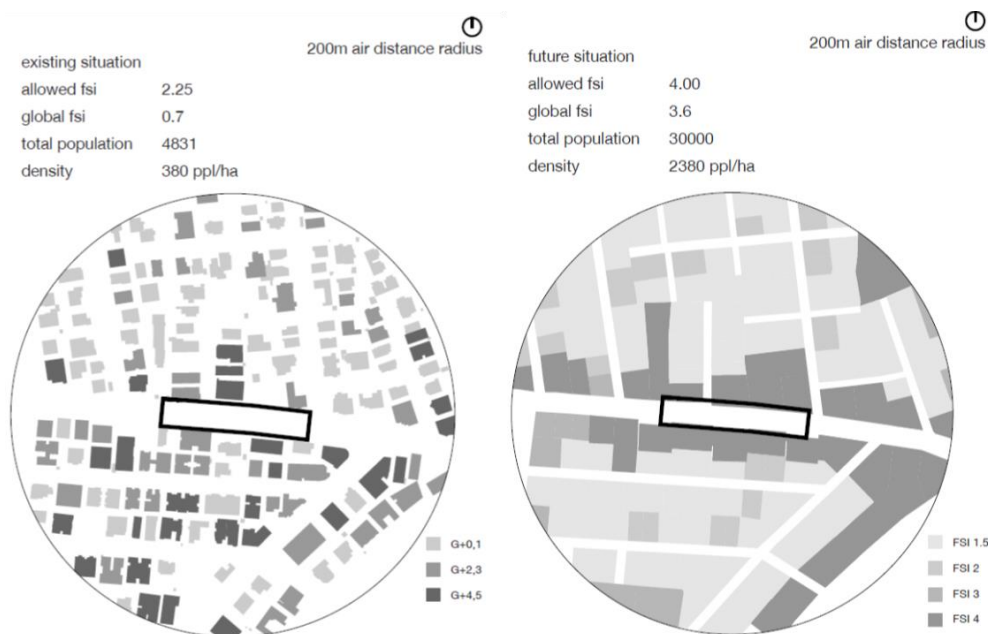 200m air distance radius
existing situation
allowed fsi 2.25
global fsi 0.7
total population 4831
density 380 ppl/ha
G+0,1
G+2,3
G+4,5
200m air distance radius
future situation
allowed fsi 4.00
global fsi 3.6
total population 30000
density 2380 ppl/ha
FSI 1.5
FSI 2
FSI 3
FSI 4